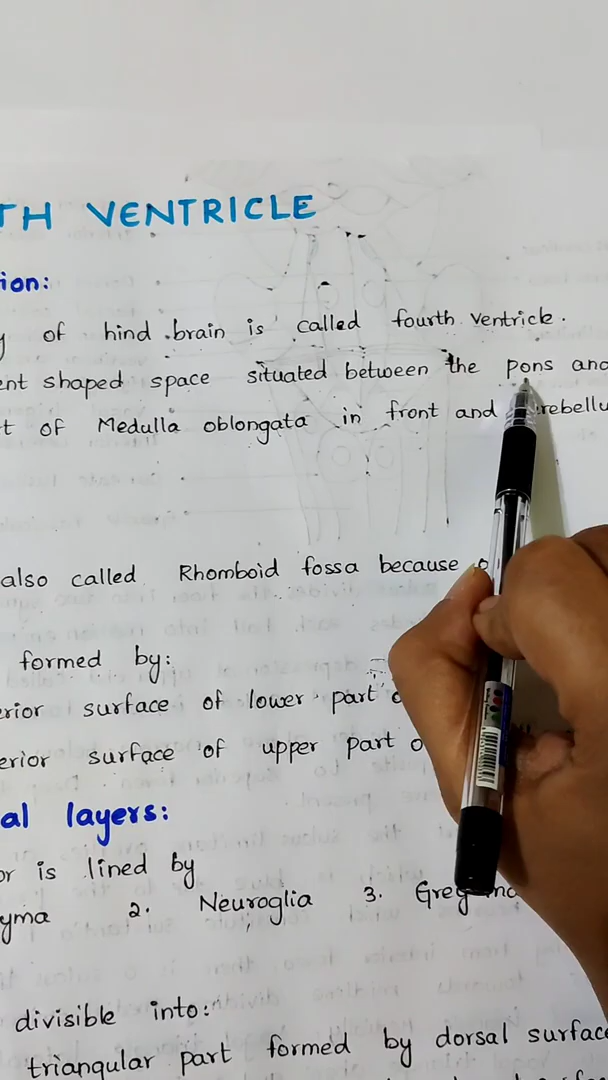 TH VENTRICLE
ion:
y of hind brain is called fourth ventricle.
ent shaped space situated between the pons and
t of Medulla oblongata in front and rebellu
also called Rhomboid fossa because o
formed by:
erior surface of lower part o
erior surface of upper part o
al layers:
or is lined by
yma 2. Neuroglia 3. Grey
divisible into:
triangular part formed by dorsal surface